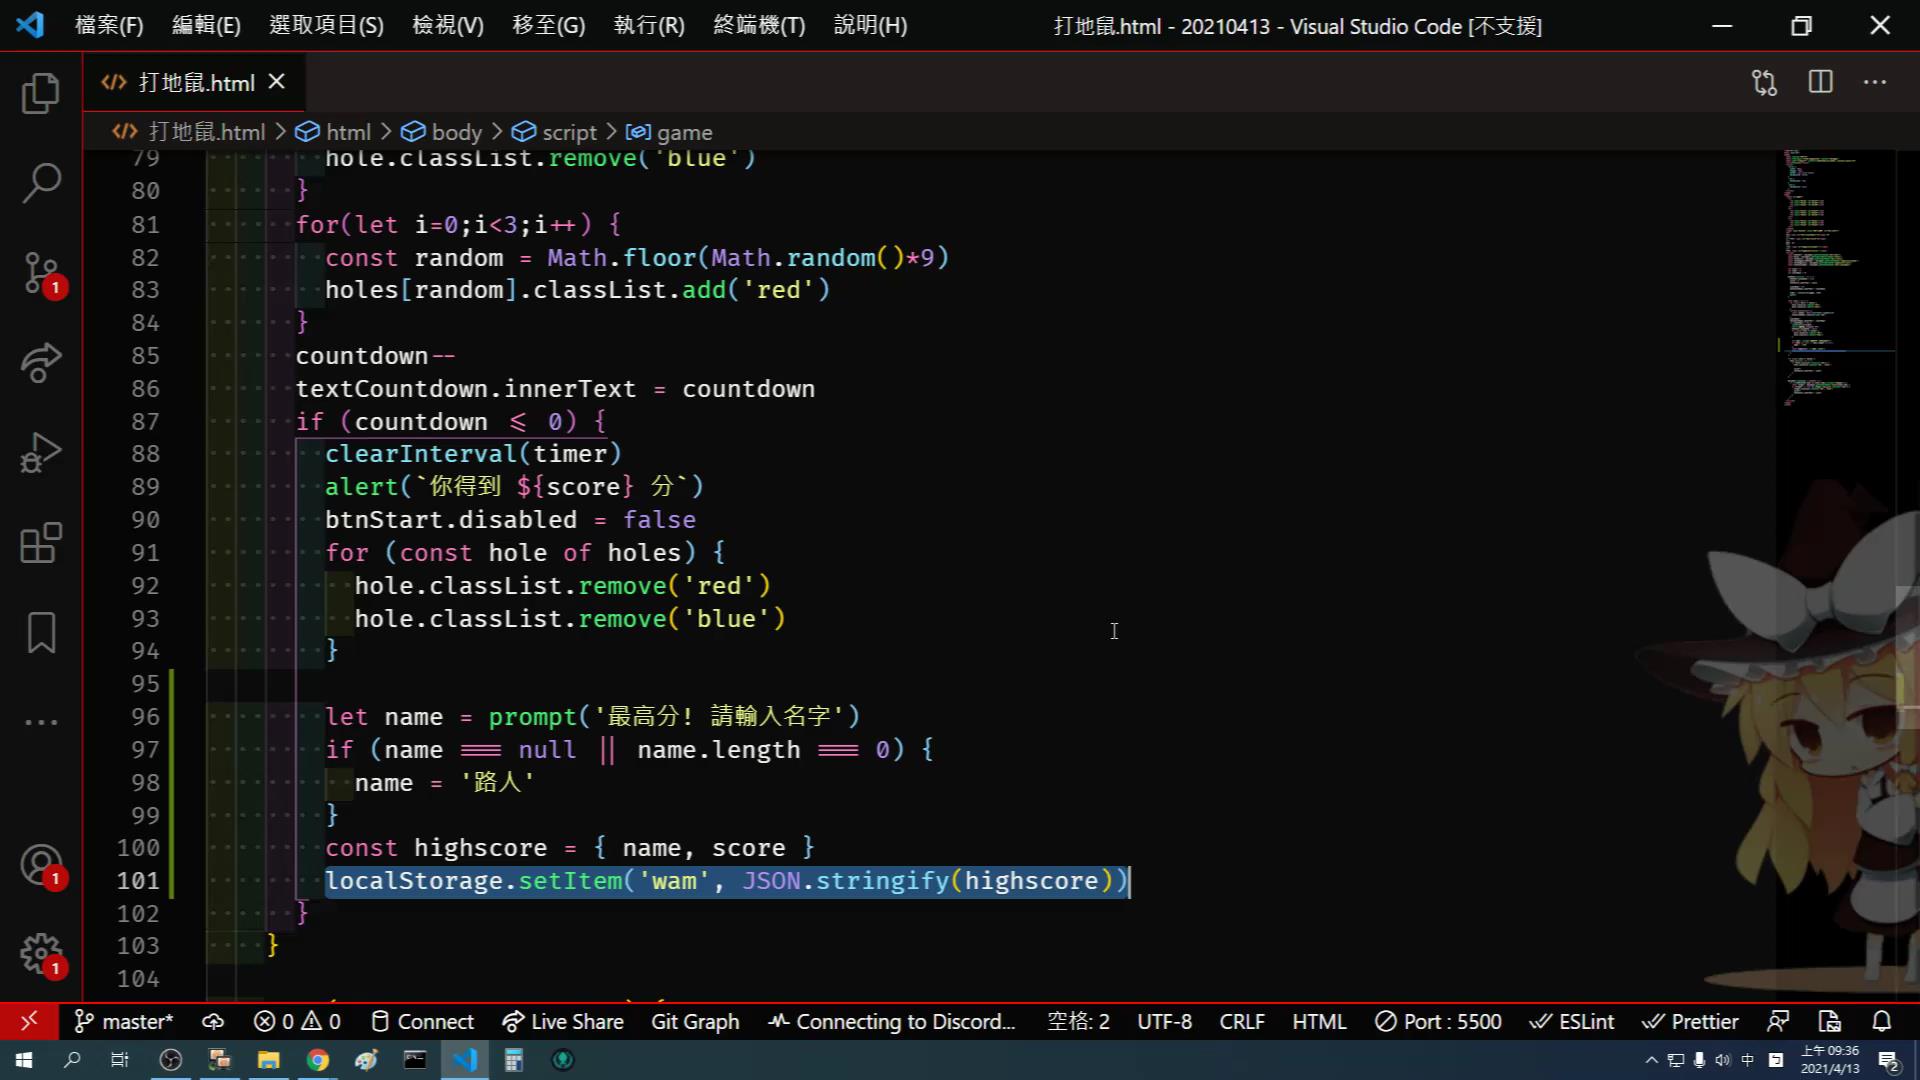 檔案(F) 編輯(E) 選取項目(S) 檢視(V) 移至(G) 執行(R) 終端機(T) 說明(H) 打地鼠.html - 20210413 - Visual Studio Code [不支援]
打地鼠.html
打地鼠.html > html > body > script > game
79 hole.classList.remove('blue')
80 }
81 for(let i=0;i<3;i++) {
82 const random = Math.floor(Math.random()*9)
83 holes[random].classList.add('red')
84 }
85 countdown--
86 textCountdown.innerText = countdown
87 if (countdown <= 0) {
88 clearInterval(timer)
89 alert(`你得到 ${score} 分`)
90 btnStart.disabled = false
91 for (const hole of holes) {
92 hole.classList.remove('red')
93 hole.classList.remove('blue')
94 }
95
96 let name = prompt('最高分! 請輸入名字')
97 if (name === null || name.length === 0) {
98 name = '路人'
99 }
100 const highscore = { name, score }
101 localStorage.setItem('wam', JSON.stringify(highscore))
102 }
103 }
104
1
1
1
master* 0 0 Connect Live Share Git Graph Connecting to Discord... 空格: 2 UTF-8 CRLF HTML Port : 5500 ESLint Prettier
中 上午 09:36
2021/4/13 2